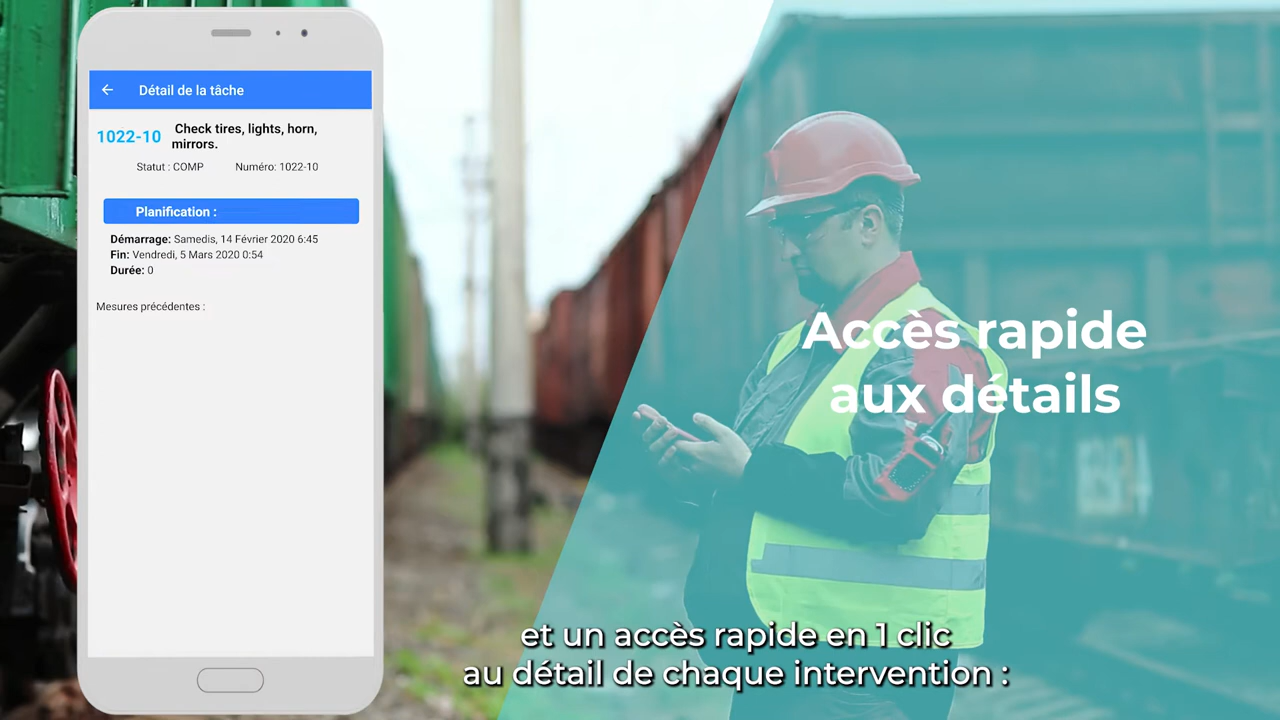 Détail de la tâche
1022-10
Check tires, lights, horn,
mirrors.
Statut : COMP Numéro: 1022-10
Planification :
Démarrage: Samedis, 14 Février 2020 6:45
Fin: Vendredi, 5 Mars 2020 0:54
Durée: 0
Mesures précédentes :
Accès rapide
aux détails
et un accès rapide en 1 clic
au détail de chaque intervention :